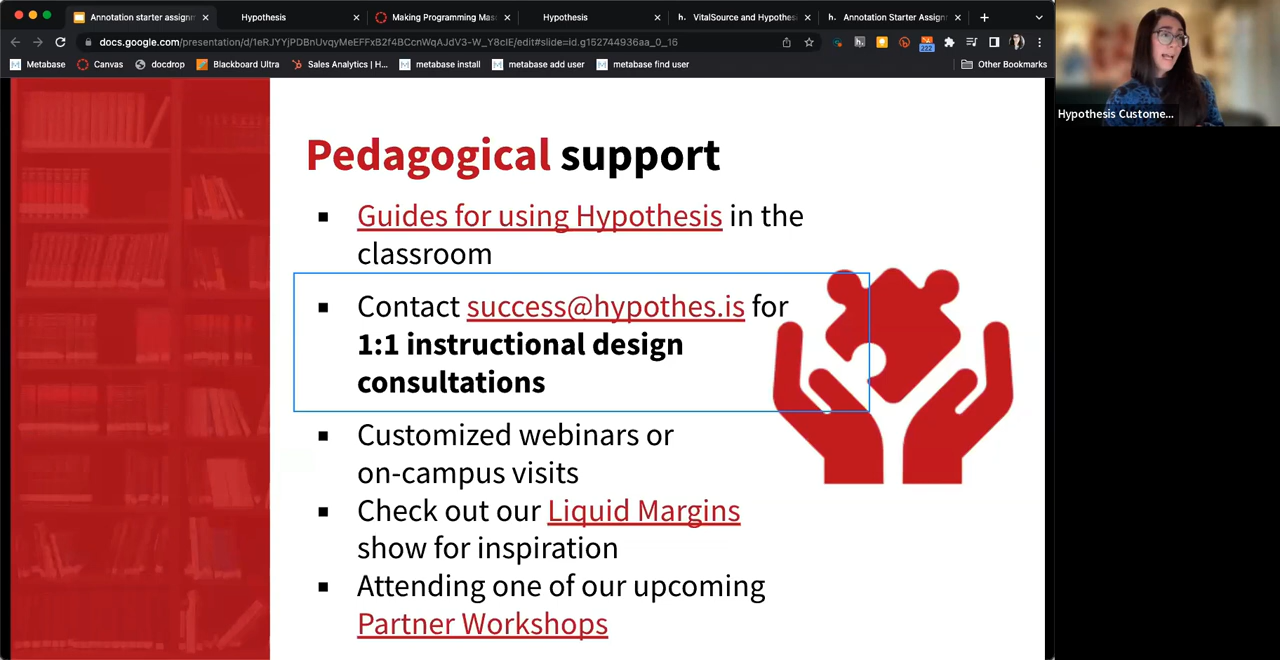 Annotation starter assignm
Hypothesis
Making Programming Mas
Hypothesis
VitalSource and Hypothes
Annotation Starter Assign
docs.google.com/presentation/d/1eRJYYjPDBnUvqyMeEFFxB2f4BCcnWqAJdV3-W_Y8cIE/edit#slide=id.g152744936aa_0_16
222
Metabase
Canvas
docdrop
Blackboard Ultra
Sales Analytics | H...
metabase install
metabase add user
metabase find user
Other Bookmarks
Hypothesis Custome...
Pedagogical support
▪ Guides for using Hypothesis in the
classroom
▪ Contact success@hypothes.is for
1:1 instructional design
consultations
▪ Customized webinars or
on-campus visits
▪ Check out our Liquid Margins
show for inspiration
▪ Attending one of our upcoming
Partner Workshops